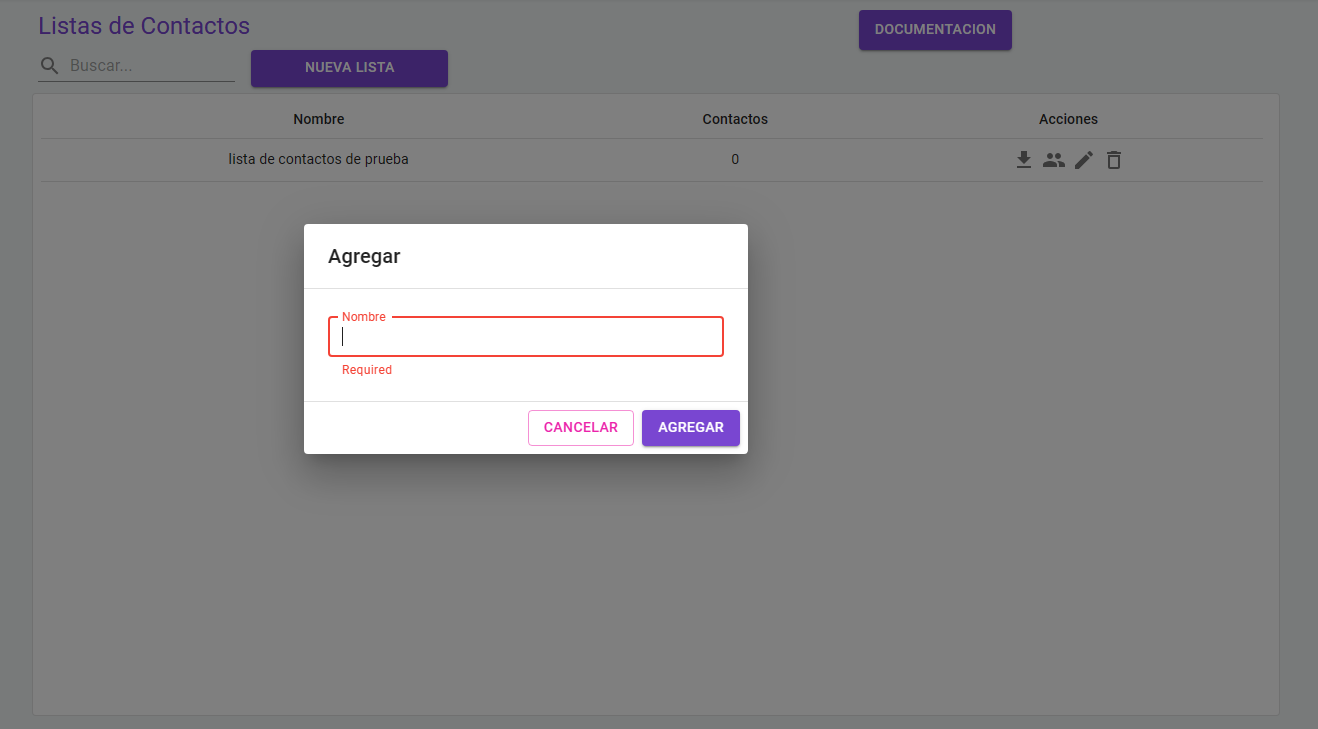 Listas de Contactos
DOCUMENTACION
Buscar...
NUEVA LISTA
Nombre Contactos Acciones
lista de contactos de prueba 0
Agregar
Nombre
Required
CANCELAR AGREGAR